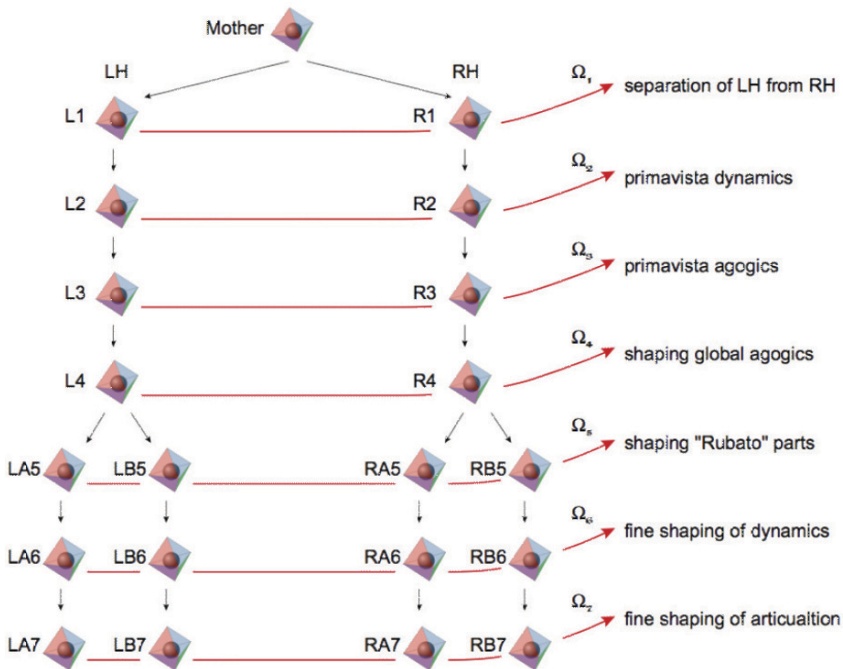 Mother
LH RH
Ω₁
separation of LH from RH
L1 R1
Ω₂
primavista dynamics
L2 R2
Ω₃
primavista agogics
L3 R3
Ω₄
shaping global agogics
L4 R4
Ω₅
shaping "Rubato" parts
LA5 LB5 RA5 RB5
Ω₆
fine shaping of dynamics
LA6 LB6 RA6 RB6
Ω₇
fine shaping of articualtion
LA7 LB7 RA7 RB7